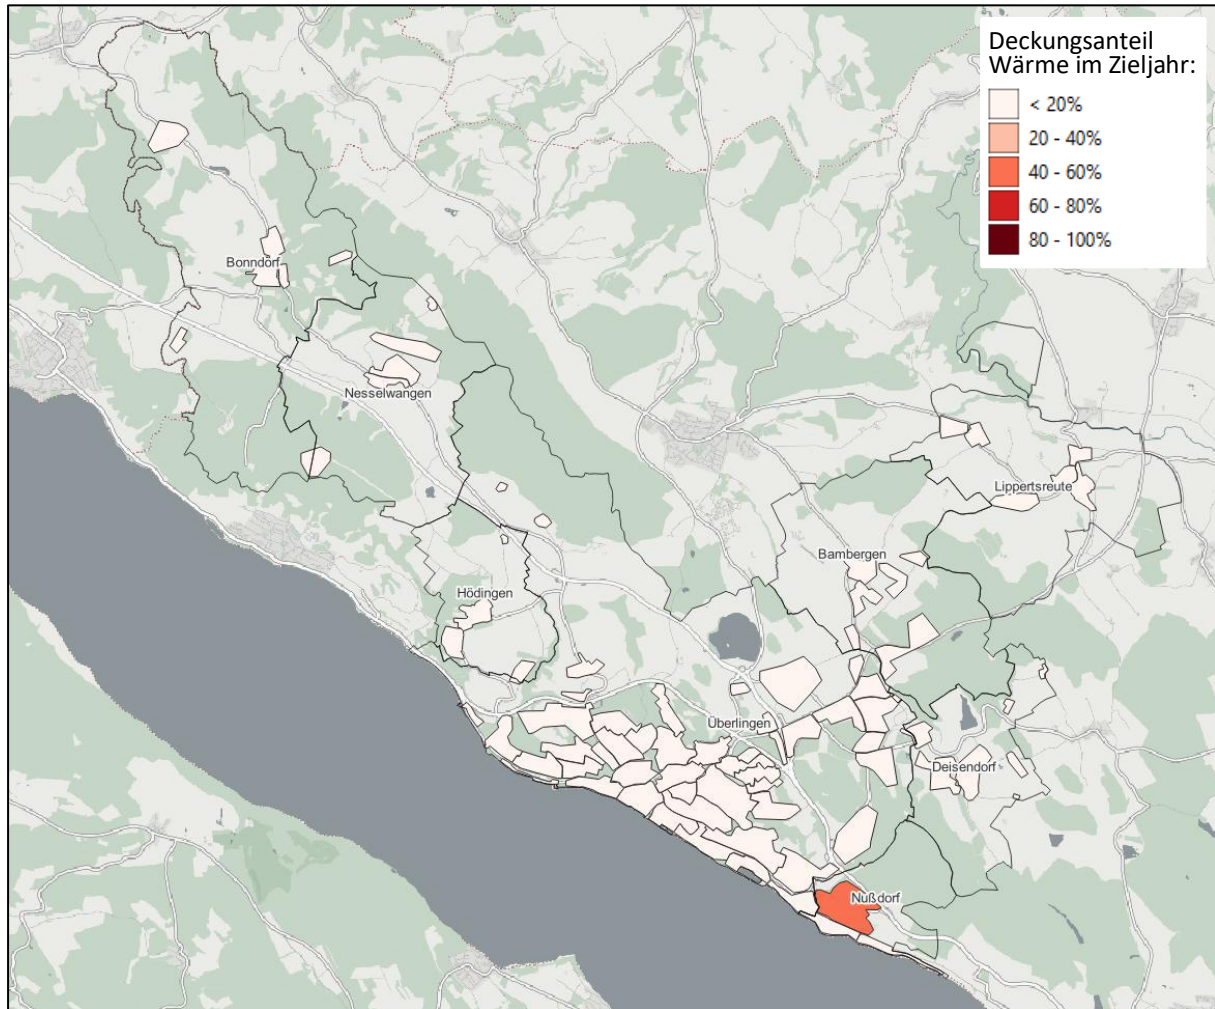 Deckungsanteil
Wärme im Zieljahr:
< 20%
20 - 40%
40 - 60%
60 - 80%
80 - 100%
Bonndorf
Nesselwangen
Lippertsreute
Bambergen
Hödingen
Überlingen
Deisendorf
Nußdorf